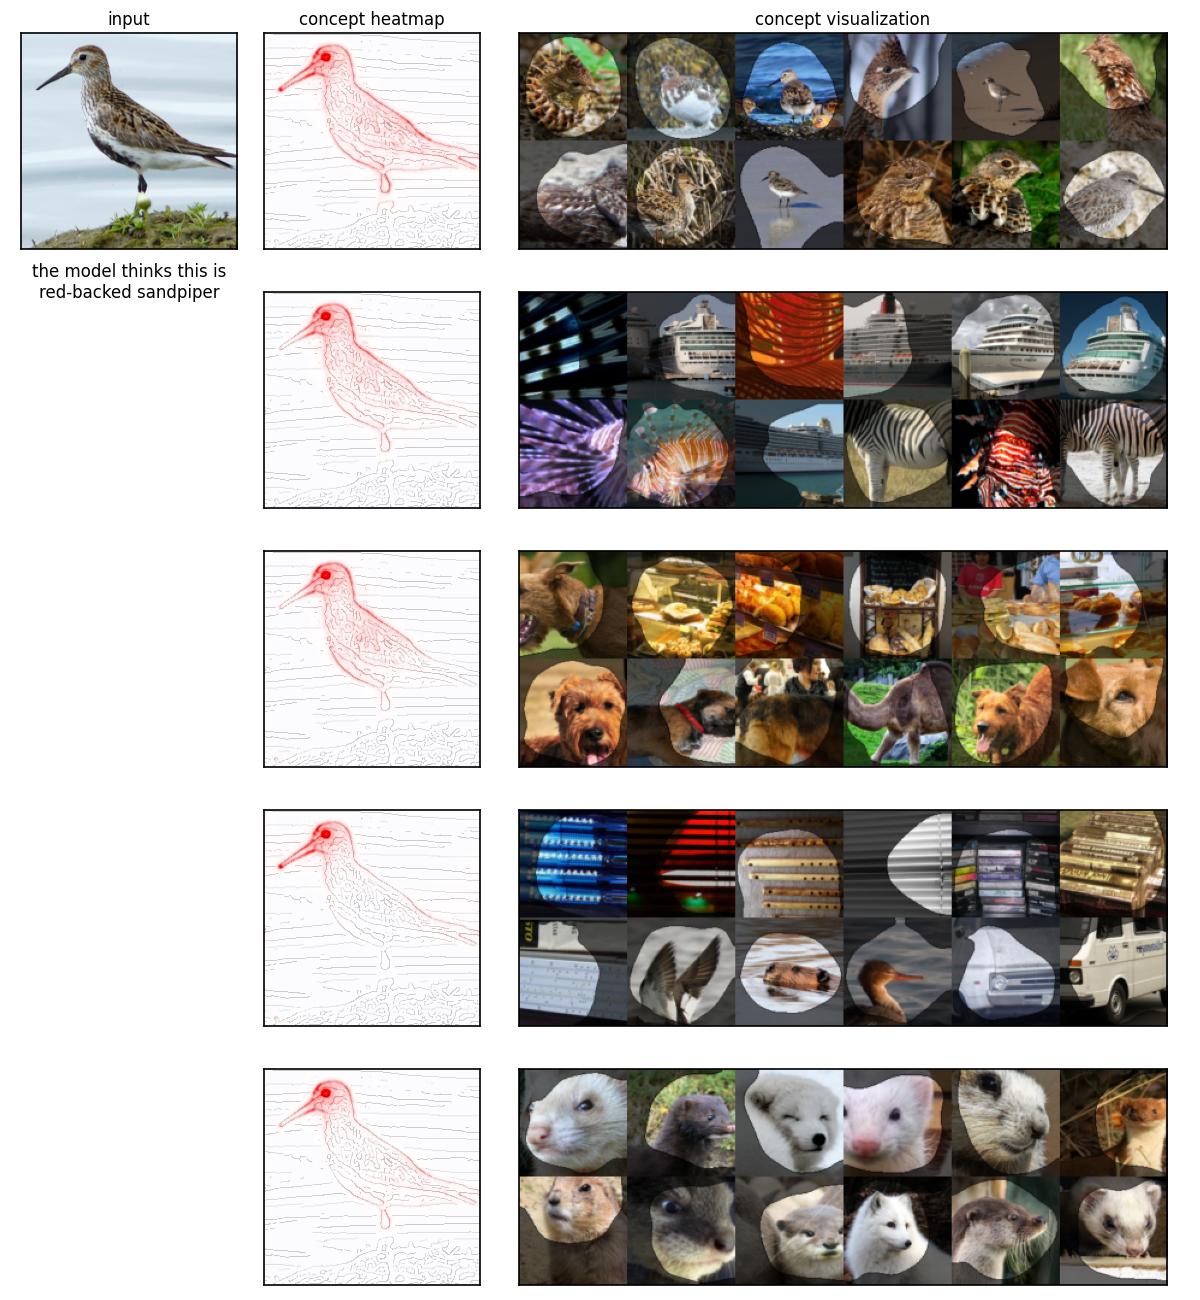 input
concept heatmap
concept visualization
the model thinks this is
red-backed sandpiper